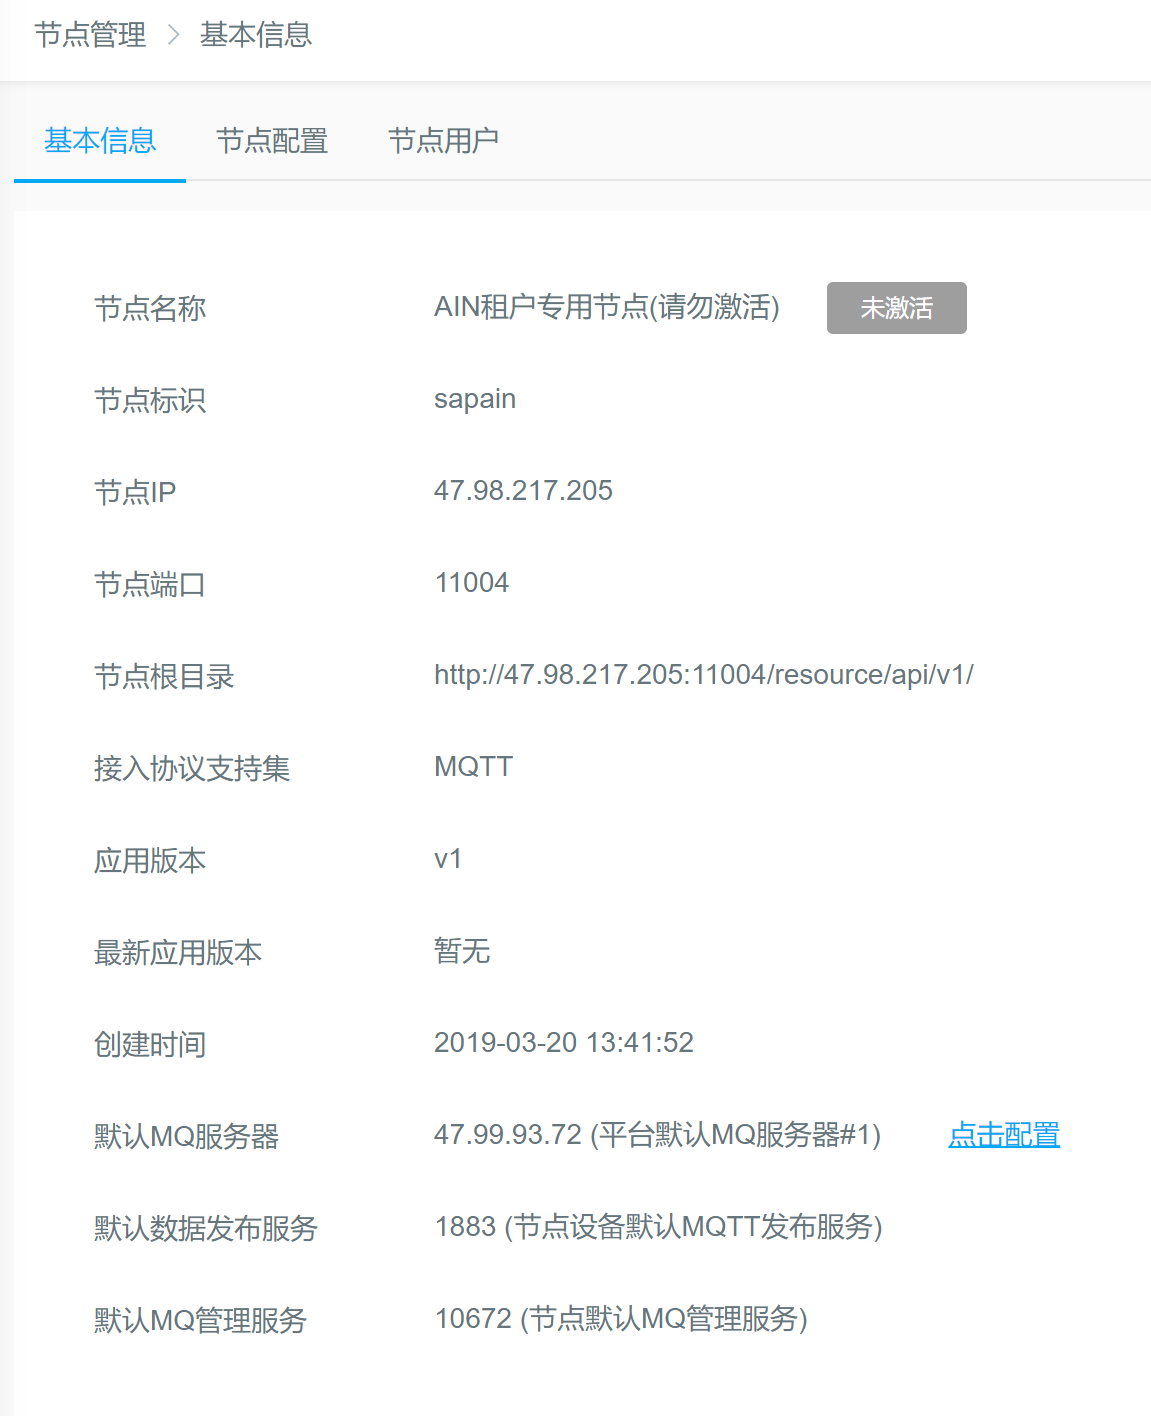 节点管理 > 基本信息
基本信息 节点配置 节点用户
节点名称 AIN租户专用节点(请勿激活) 未激活
节点标识 sapain
节点IP 47.98.217.205
节点端口 11004
节点根目录 http://47.98.217.205:11004/resource/api/v1/
接入协议支持集 MQTT
应用版本 v1
最新应用版本 暂无
创建时间 2019-03-20 13:41:52
默认MQ服务器 47.99.93.72 (平台默认MQ服务器#1) 点击配置
默认数据发布服务 1883 (节点设备默认MQTT发布服务)
默认MQ管理服务 10672 (节点默认MQ管理服务)